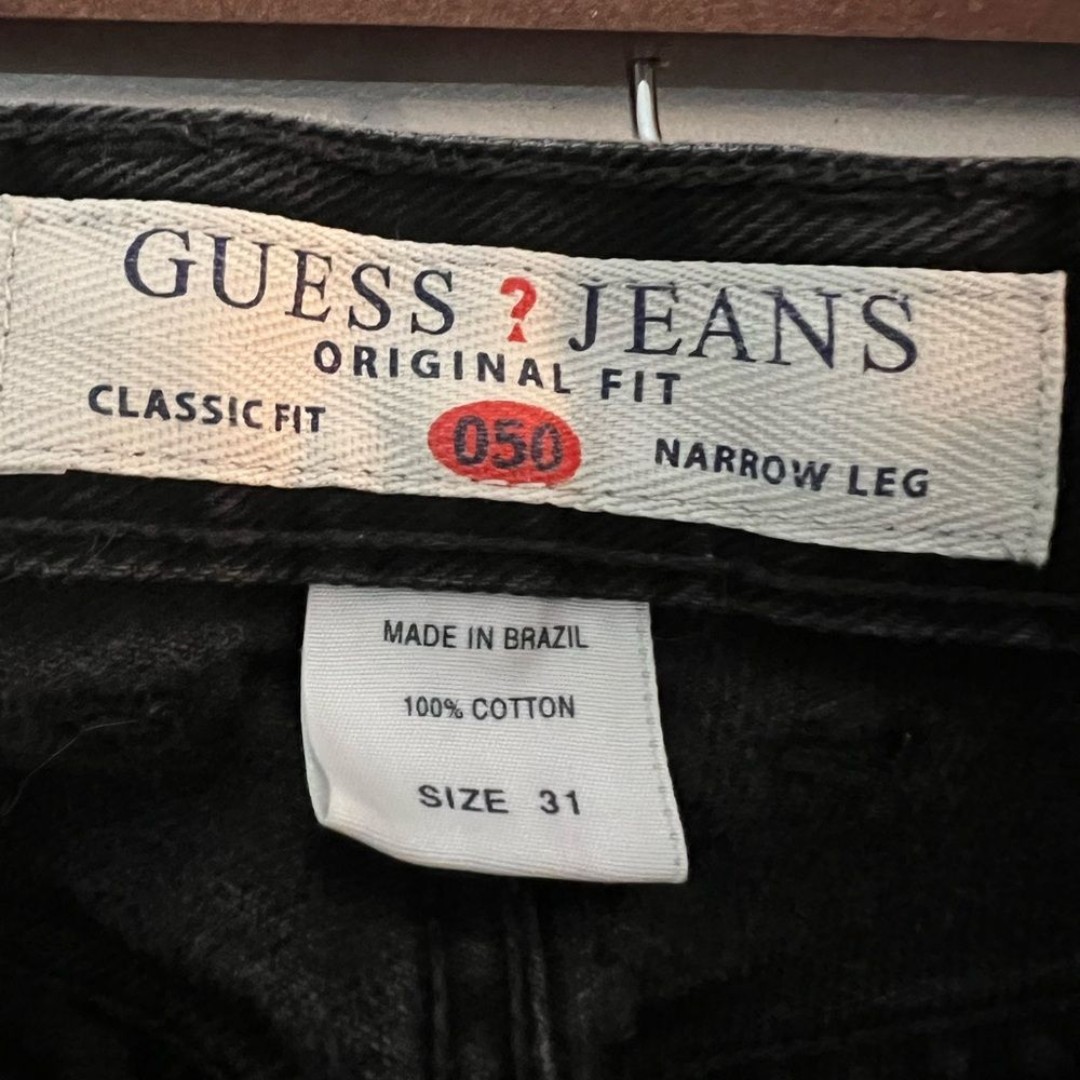 GUESS ? JEANS
ORIGINAL FIT
CLASSIC FIT 050 NARROW LEG
MADE IN BRAZIL
100% COTTON
SIZE 31